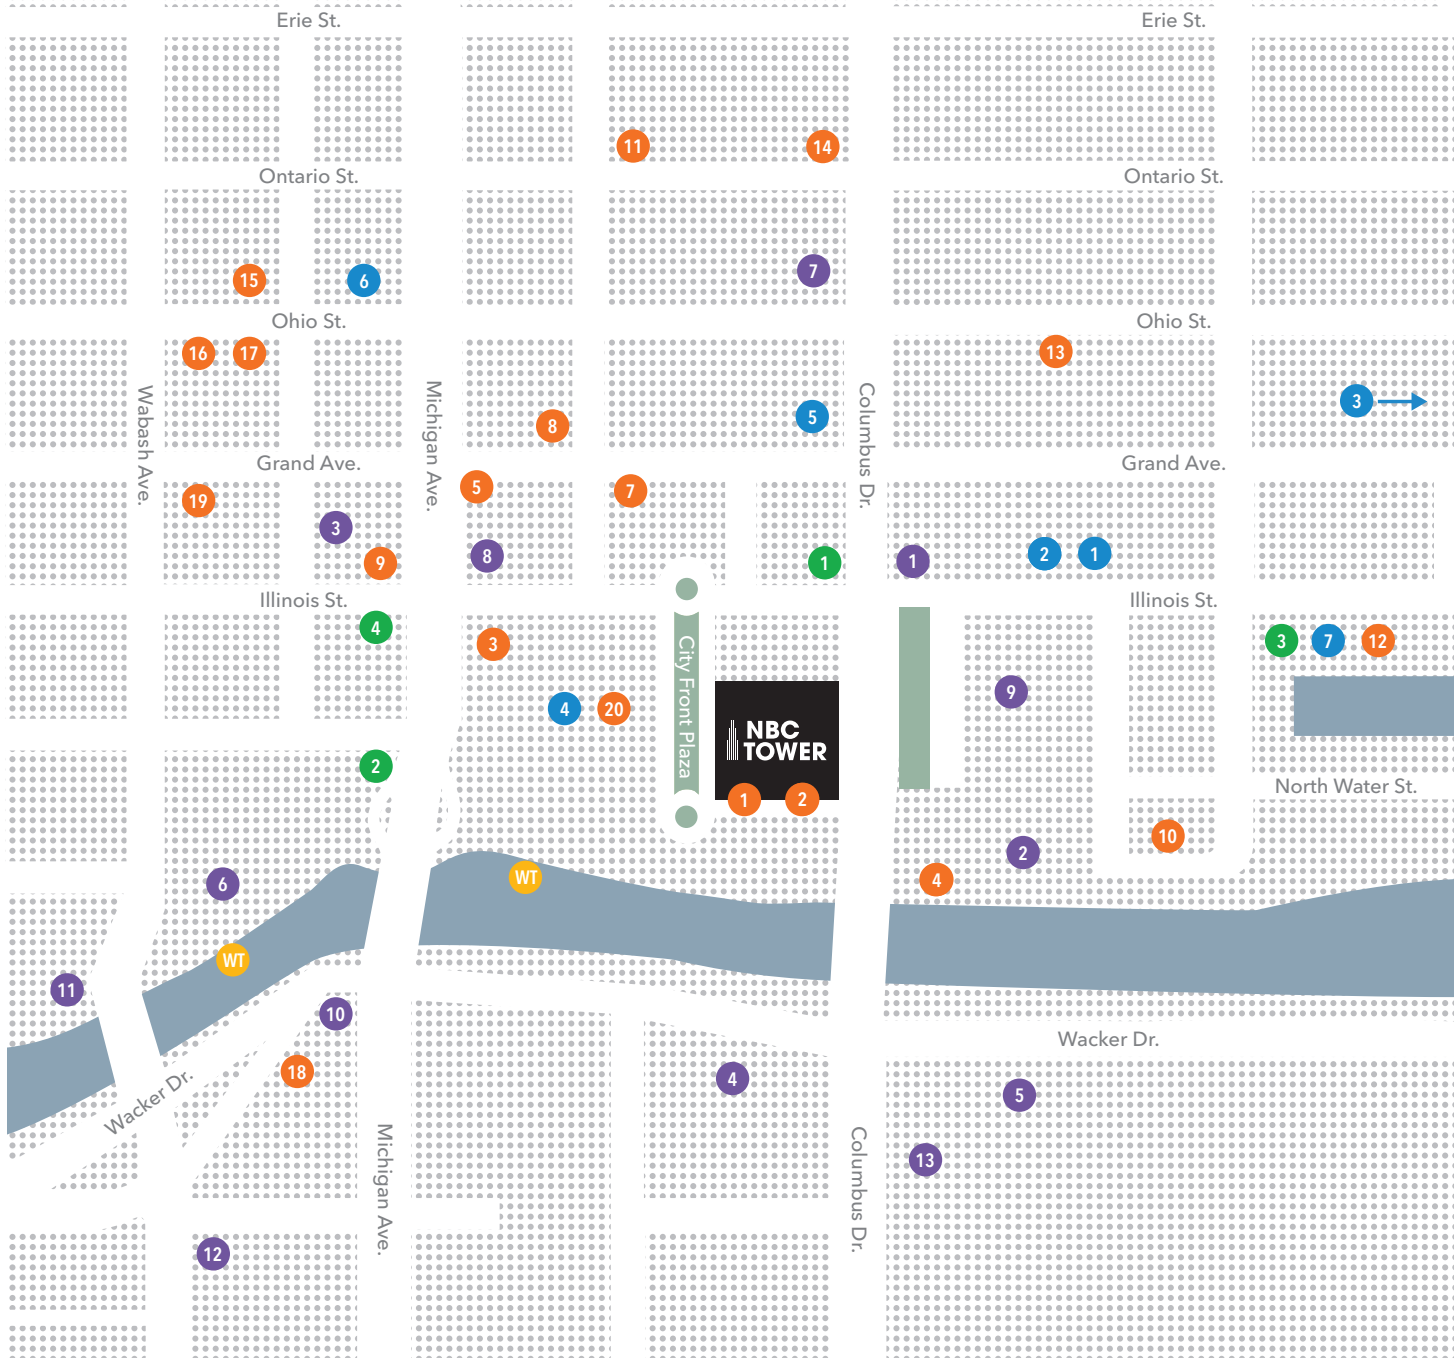 Erie St.
Erie St.
11
14
Ontario St.
Ontario St.
7
15
6
Ohio St.
Ohio St.
16
17
13
Wabash Ave.
Michigan Ave.
Columbus Dr.
3
5
8
Grand Ave.
Grand Ave.
5
7
19
3
8
9
1
1
2
1
Illinois St.
Illinois St.
4
3
3
7
12
City Front Plaza
9
4
20
NBC
TOWER
2
North Water St.
1
2
10
2
WT
4
6
WT
11
10
Wacker Dr.
18
4
Wacker Dr.
5
Michigan Ave.
Columbus Dr.
13
12